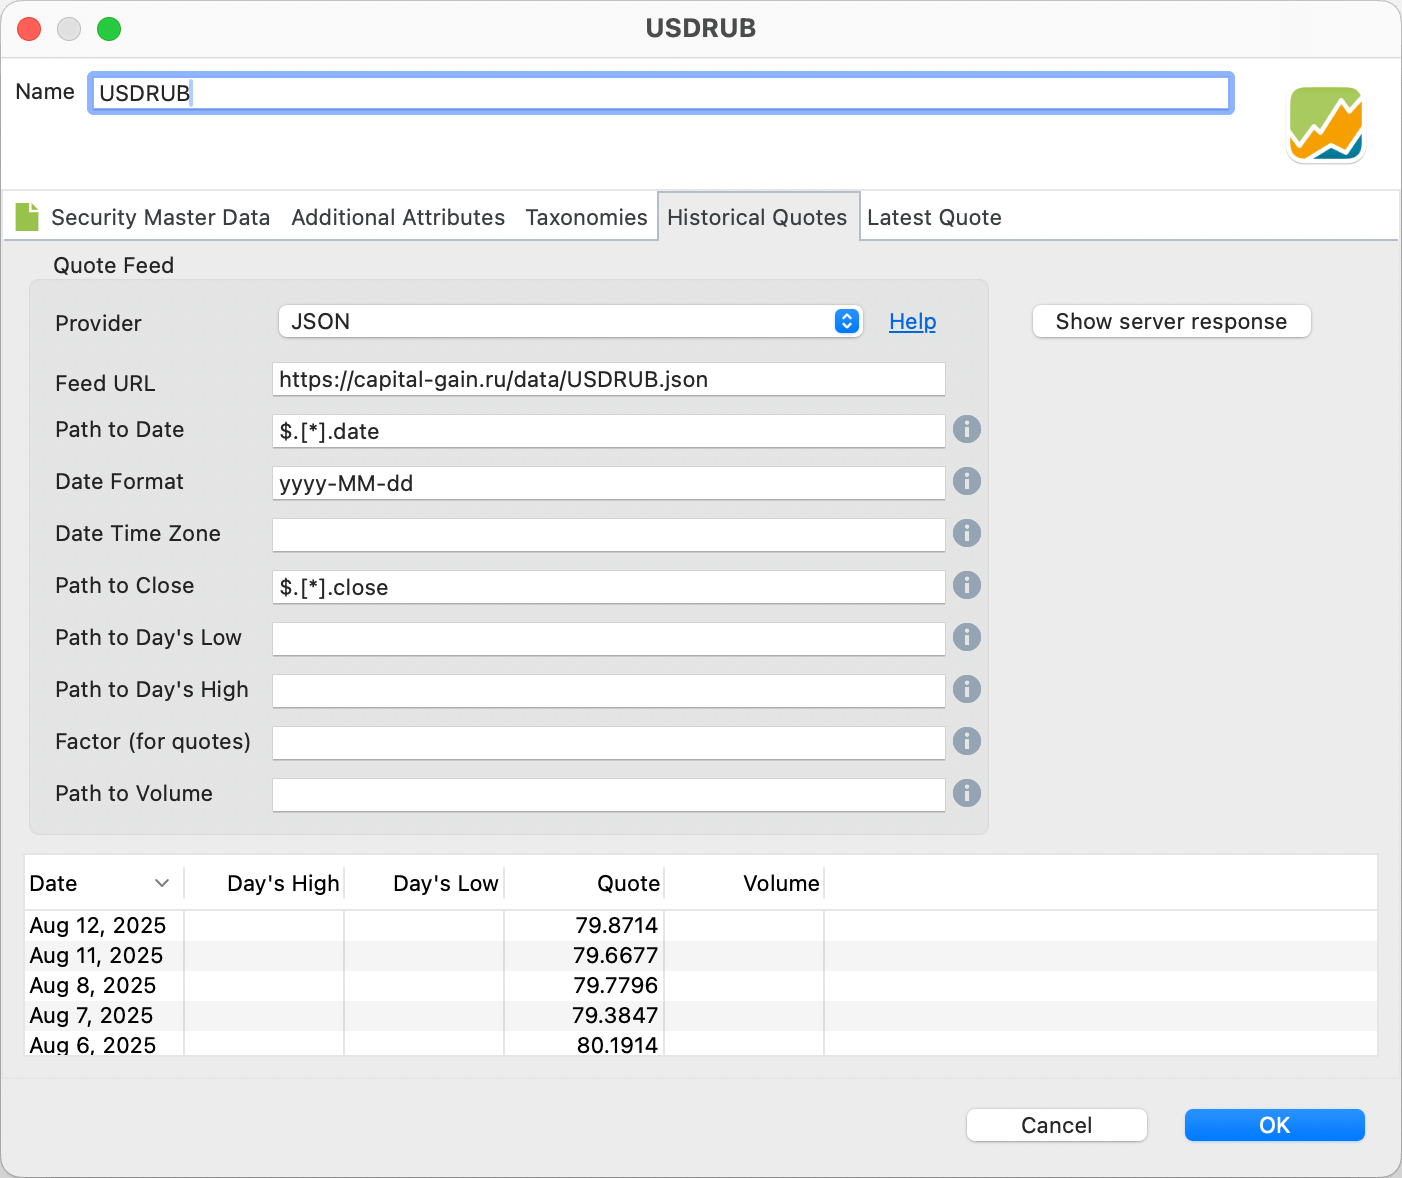 USDRUB
Name USDRUB
Security Master Data Additional Attributes Taxonomies Historical Quotes Latest Quote
Quote Feed
Provider JSON Help Show server response
Feed URL https://capital-gain.ru/data/USDRUB.json
Path to Date $.[*].date
Date Format yyyy-MM-dd
Date Time Zone
Path to Close $.[*].close
Path to Day's Low
Path to Day's High
Factor (for quotes)
Path to Volume
Date Day's High Day's Low Quote Volume
Aug 12, 2025 79.8714
Aug 11, 2025 79.6677
Aug 8, 2025 79.7796
Aug 7, 2025 79.3847
Aug 6, 2025 80.1914
Cancel OK